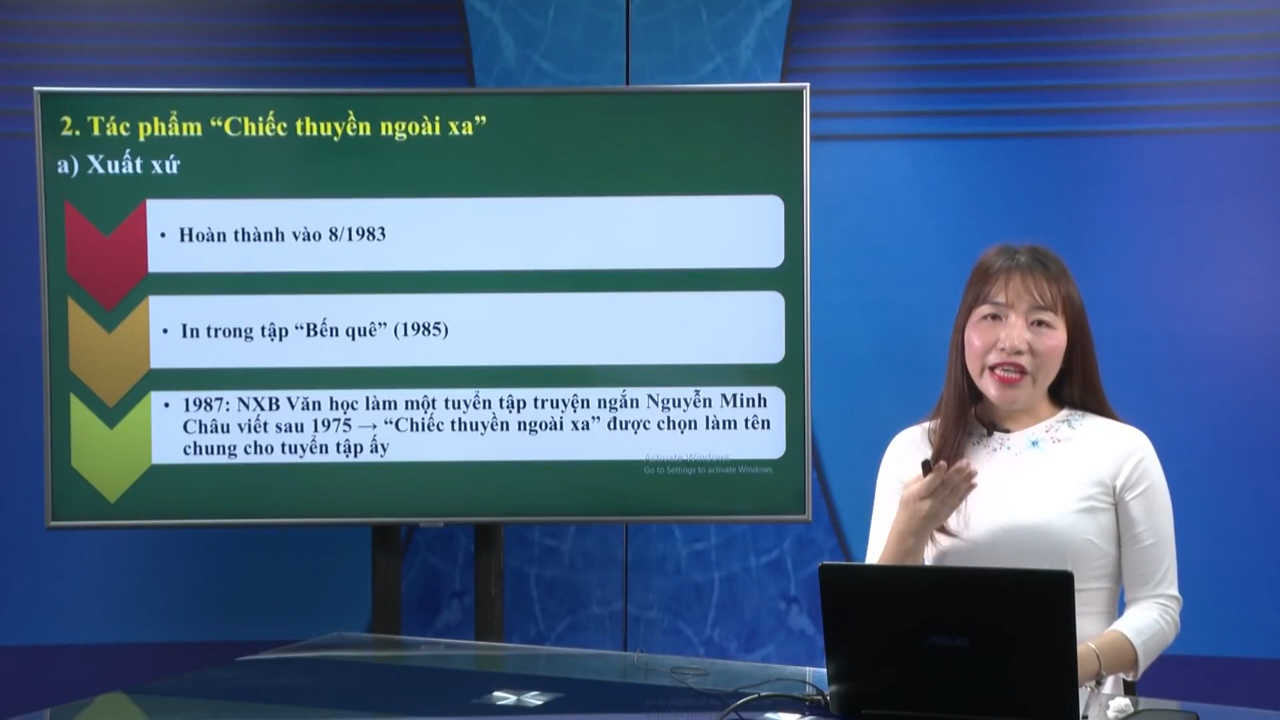 2. Tác phẩm “Chiếc thuyền ngoài xa”
a) Xuất xứ
• Hoàn thành vào 8/1983
• In trong tập “Bến quê” (1985)
• 1987: NXB Văn học làm một tuyển tập truyện ngắn Nguyễn Minh
Châu viết sau 1975 → “Chiếc thuyền ngoài xa” được chọn làm tên
chung cho tuyển tập ấy
Activate Windows
Go to Settings to activate Windows.